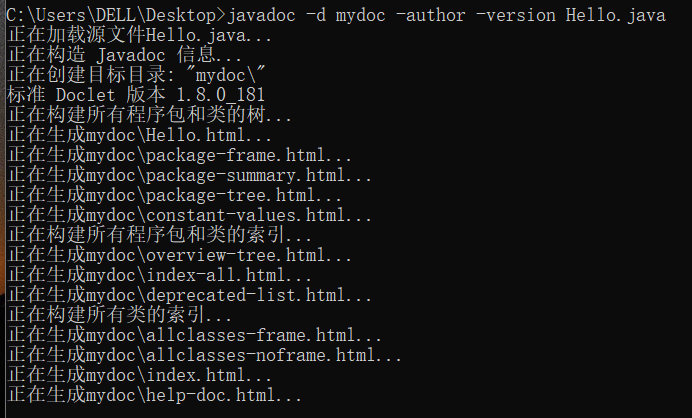 C:\Users\DELL\Desktop>javadoc -d mydoc -author -version Hello.java
正在加载源文件Hello.java...
正在构造 Javadoc 信息...
正在创建目标目录: "mydoc\"
标准 Doclet 版本 1.8.0_181
正在构建所有程序包和类的树...
正在生成mydoc\Hello.html...
正在生成mydoc\package-frame.html...
正在生成mydoc\package-summary.html...
正在生成mydoc\package-tree.html...
正在生成mydoc\constant-values.html...
正在构建所有程序包和类的索引...
正在生成mydoc\overview-tree.html...
正在生成mydoc\index-all.html...
正在生成mydoc\deprecated-list.html...
正在构建所有类的索引...
正在生成mydoc\allclasses-frame.html...
正在生成mydoc\allclasses-noframe.html...
正在生成mydoc\index.html...
正在生成mydoc\help-doc.html...